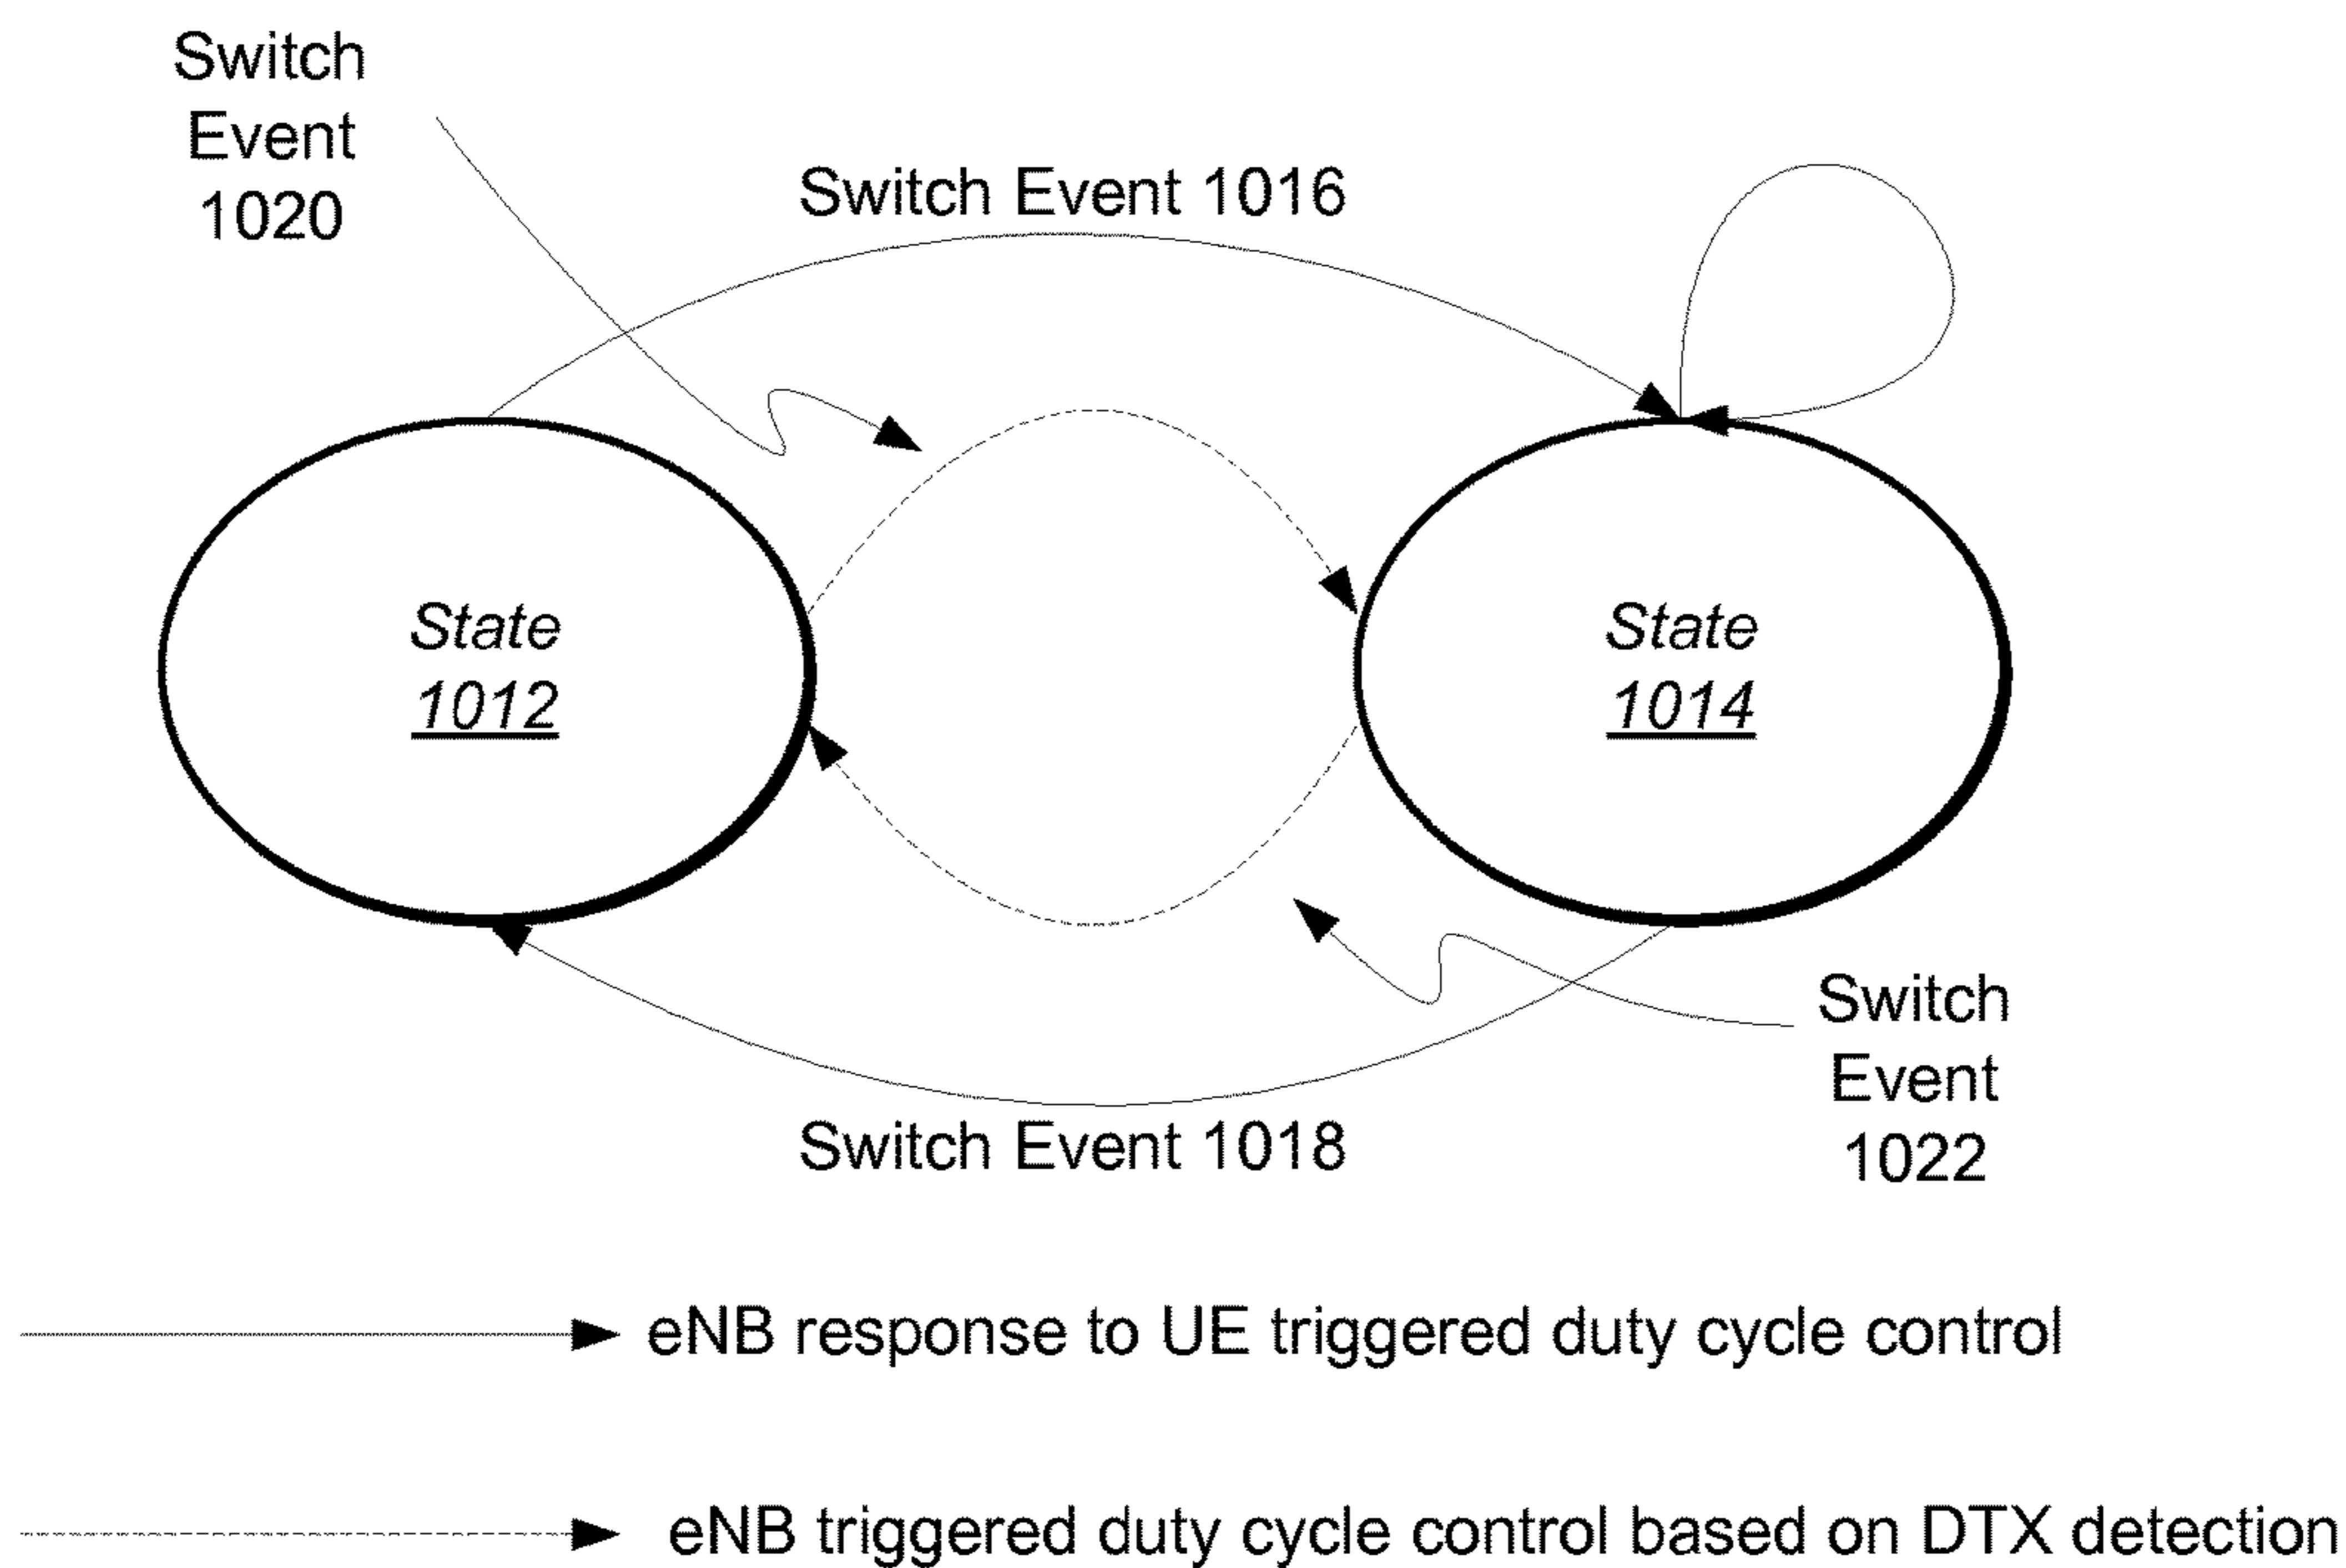 Switch
Event
1020
Switch Event 1016
State
1012
State
1014
Switch
Event
1022
Switch Event 1018
eNB response to UE triggered duty cycle control
eNB triggered duty cycle control based on DTX detection